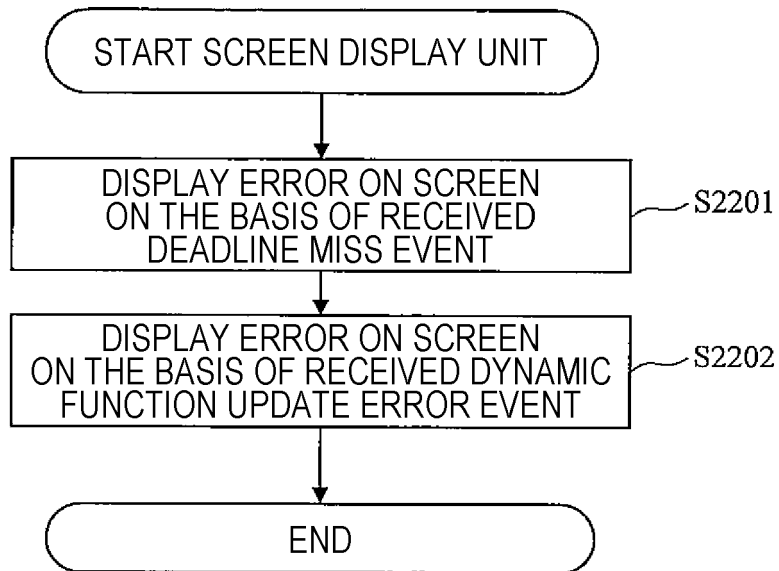 START SCREEN DISPLAY UNIT
DISPLAY ERROR ON SCREEN
ON THE BASIS OF RECEIVED
DEADLINE MISS EVENT
S2201
DISPLAY ERROR ON SCREEN
ON THE BASIS OF RECEIVED DYNAMIC
FUNCTION UPDATE ERROR EVENT
S2202
END